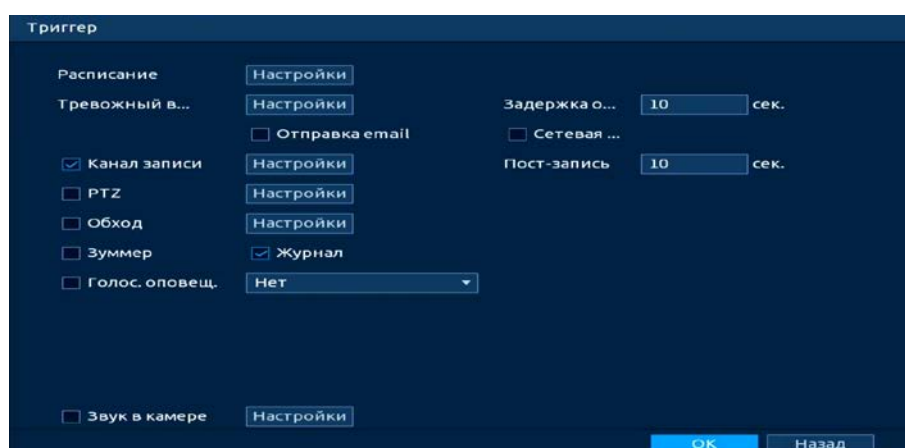 Триггер
Расписание Настройки
Тревожный в... Настройки Задержка о... 10 сек.
Отправка email Сетевая ...
Канал записи Настройки Пост-запись 10 сек.
PTZ Настройки
Обход Настройки
Зуммер Журнал
Голос. оповещ. Нет
Звук в камере Настройки
OK Назад